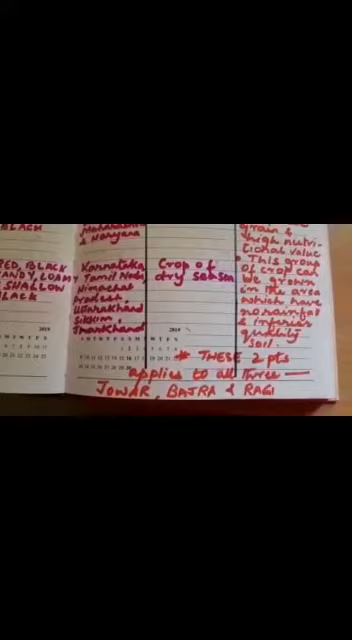 BLACK
RED, BLACK
SANDY, LOAMY
SHALLOW
BLACK
Maharashtra
& Haryana
Karnataka,
Tamil Nadu,
Himachal
Pradesh,
Uttarakhand
Sikkim,
Jharkhand
Crop of
dry season
grain &
high nutri-
tional value
• This group
of crop can
be grown
in the area
which have
no rainfall
& inferior
quality
soil.
2019
2019
* THESE 2 pts
applies to all three —
JOWAR, BAJRA & RAGI